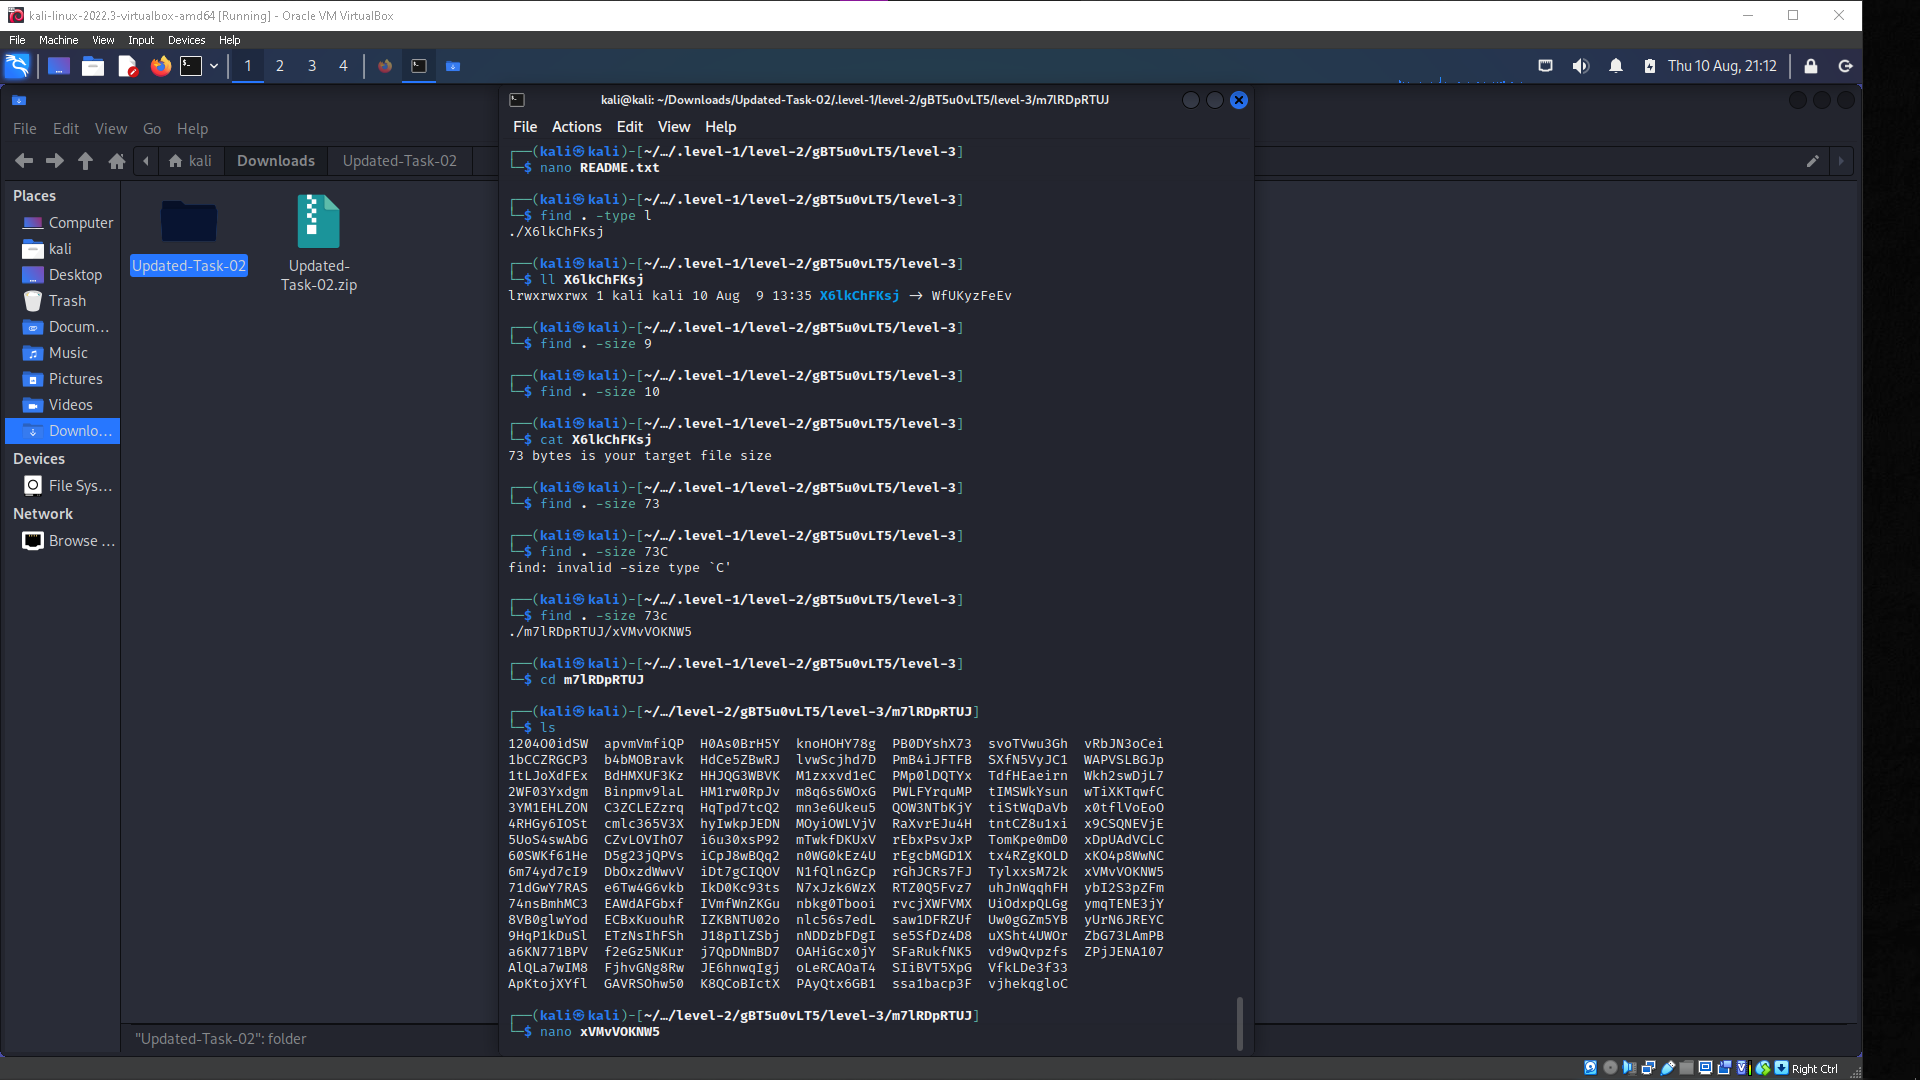 kali-linux-2022.3-virtualbox-amd64 [Running] - Oracle VM VirtualBox
File Machine View Input Devices Help
1 2 3 4
Thu 10 Aug, 21:12
kali@kali: ~/Downloads/Updated-Task-02/.level-1/level-2/gBT5u0vLT5/level-3/m7lRDpRTUJ
File Edit View Go Help
kali Downloads Updated-Task-02
Places
Computer
kali
Desktop
Trash
Docum...
Music
Pictures
Videos
Downlo...
Devices
File Sys...
Network
Browse ...
Updated-Task-02
Updated-
Task-02.zip
"Updated-Task-02": folder
File Actions Edit View Help
┌──(kali㉿kali)-[~/…/.level-1/level-2/gBT5u0vLT5/level-3]
└─$ nano README.txt
┌──(kali㉿kali)-[~/…/.level-1/level-2/gBT5u0vLT5/level-3]
└─$ find . -type l
./X6lkChFKsj
┌──(kali㉿kali)-[~/…/.level-1/level-2/gBT5u0vLT5/level-3]
└─$ ll X6lkChFKsj
lrwxrwxrwx 1 kali kali 10 Aug  9 13:35 X6lkChFKsj -> WfUKyzFeEv
┌──(kali㉿kali)-[~/…/.level-1/level-2/gBT5u0vLT5/level-3]
└─$ find . -size 9
┌──(kali㉿kali)-[~/…/.level-1/level-2/gBT5u0vLT5/level-3]
└─$ find . -size 10
┌──(kali㉿kali)-[~/…/.level-1/level-2/gBT5u0vLT5/level-3]
└─$ cat X6lkChFKsj
73 bytes is your target file size
┌──(kali㉿kali)-[~/…/.level-1/level-2/gBT5u0vLT5/level-3]
└─$ find . -size 73
┌──(kali㉿kali)-[~/…/.level-1/level-2/gBT5u0vLT5/level-3]
└─$ find . -size 73C
find: invalid -size type `C'
┌──(kali㉿kali)-[~/…/.level-1/level-2/gBT5u0vLT5/level-3]
└─$ find . -size 73c
./m7lRDpRTUJ/xVMvVOKNW5
┌──(kali㉿kali)-[~/…/.level-1/level-2/gBT5u0vLT5/level-3]
└─$ cd m7lRDpRTUJ
┌──(kali㉿kali)-[~/…/level-2/gBT5u0vLT5/level-3/m7lRDpRTUJ]
└─$ ls
1204O0idSW  apvmVmfiQP  H0As0BrH5Y  knoHOHY78g  PB0DYshX73  svoTVwu3Gh  vRbJN3oCei
1bCCZRGCP3  b4bMOBravk  HdCe5ZBwRJ  lvwScjhd7D  PmB4iJFTFB  SXfN5VyJC1  WAPVSLBGJp
1tLJoXdFEx  BdHMXUF3Kz  HHJQG3WBVK  M1zxxvd1eC  PMp0lDQTYx  TdfHEaeirn  Wkh2swDjL7
2WF03Yxdgm  Binpmv9laL  HM1rw0RpJv  m8q6s6WOxG  PWLFYrquMP  tIMSWkYsun  wTiXKTqwfC
3YM1EHLZON  C3ZCLEZzrq  HqTpd7tcQ2  mn3e6Ukeu5  QOW3NTbKjY  tiStWqDaVb  x0tflVoEoO
4RHGy6IOSt  cmlc365V3X  hyIwkpJEDN  MOyiOWLVjV  RaXvrEJu4H  tntCZ8u1xi  x9CSQNEVjE
5UoS4swAbG  CZvLOVIhO7  i6u30xsP92  mTwkfDKUxV  rEbxPsvJxP  TomKpe0mD0  xDpUAdVCLC
60SWKf61He  D5g23jQPVs  iCpJ8wBQq2  n0WG0kEz4U  rEgcbMGD1X  tx4RZgKOLD  xKO4p8WwNC
6m74yd7cI9  DbOxzdWwvV  iDt7gCIQOV  N1fQlnGzCp  rGhJCRs7FJ  TylxxsM72k  xVMvVOKNW5
71dGwY7RAS  e6Tw4G6vkb  IkD0Kc93ts  N7xJzk6WzX  RTZ0Q5Fvz7  uhJnWqqhFH  ybI2S3pZFm
74nsBmhMC3  EAWdAFGbxf  IVmfWnZKGu  nbkg0Tbooi  rvcjXWFVMX  UiOdxpQLGg  ymqTENE3jY
8VB0glwYod  ECBxKuouhR  IZKBNTU02o  nlc56s7edL  saw1DFRZUf  Uw0gGZm5YB  yUrN6JREYC
9HqP1kDuSl  ETzNsIhFSh  J18pIlZSbj  nNDDzbFDgI  se5SfDz4D8  uXSht4UWOr  ZbG73LAmPB
a6KN771BPV  f2eGz5NKur  j7QpDNmBD7  OAHiGcx0jY  SFaRukfNK5  vd9wQvpzfs  ZPjJENA107
AlQLa7wIM8  FjhvGNg8Rw  JE6hnwqIgj  oLeRCAOaT4  SIiBVT5XpG  VfkLDe3f33
ApKtojXYfl  GAVRSOhw50  K8QCoBIctX  PAyQtx6GB1  ssa1bacp3F  vjhekqgloC
┌──(kali㉿kali)-[~/…/level-2/gBT5u0vLT5/level-3/m7lRDpRTUJ]
└─$ nano xVMvVOKNW5
Right Ctrl